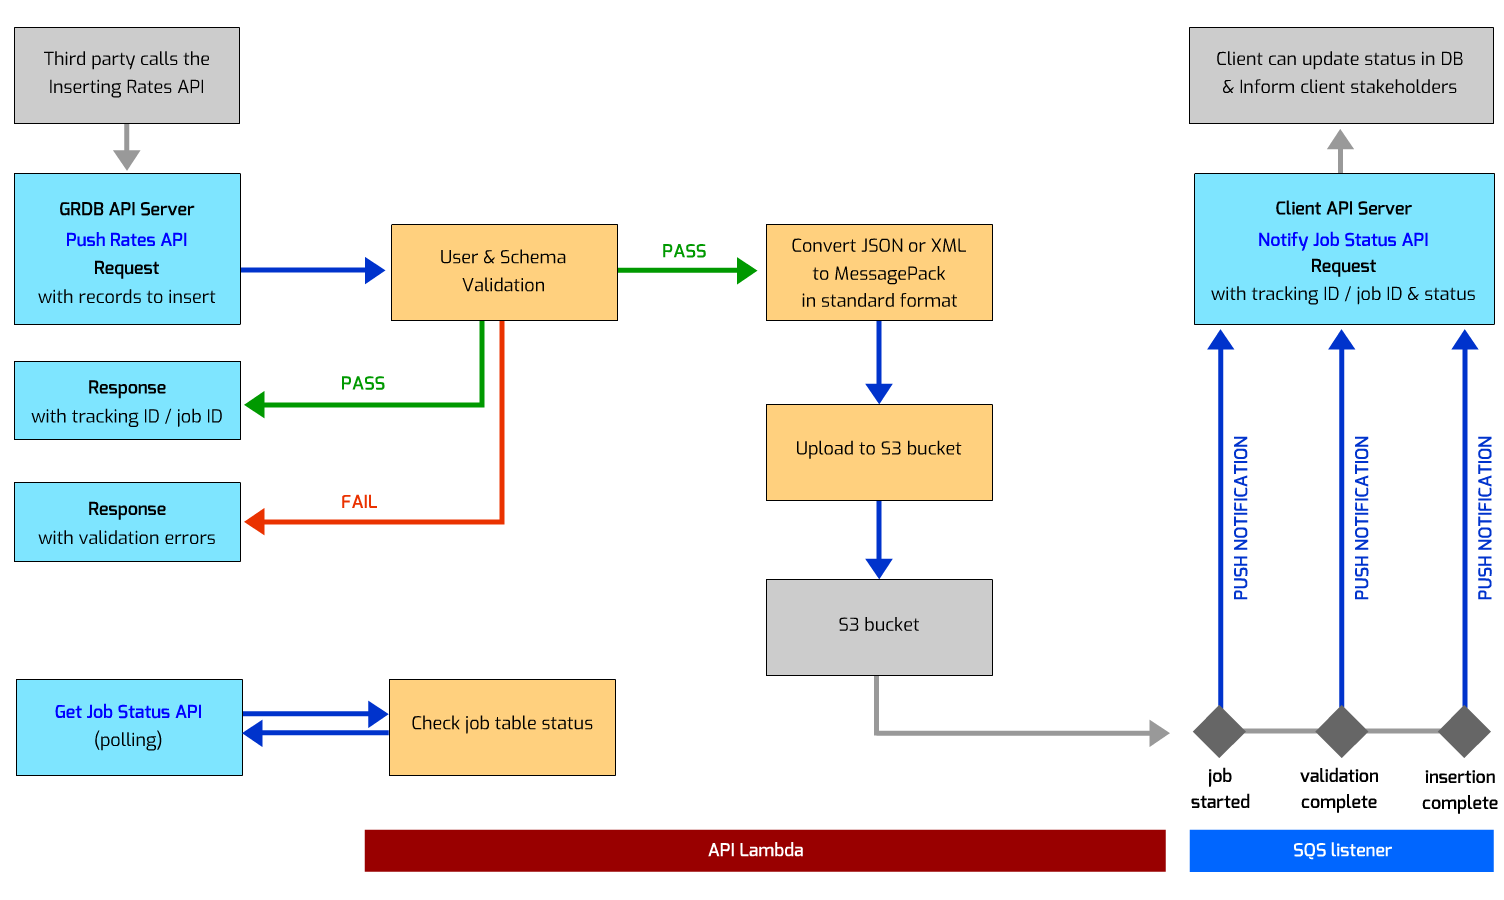 Third party calls the
Inserting Rates API
Client can update status in DB
& Inform client stakeholders
GRDB API Server
Push Rates API
Request
with records to insert
User & Schema
Validation
PASS
Convert JSON or XML
to MessagePack
in standard format
Client API Server
Notify Job Status API
Request
with tracking ID / job ID & status
Response
with tracking ID / job ID
PASS
Upload to S3 bucket
Response
with validation errors
FAIL
PUSH NOTIFICATION
PUSH NOTIFICATION
PUSH NOTIFICATION
S3 bucket
Get Job Status API
(polling)
Check job table status
job
started
validation
complete
insertion
complete
API Lambda
SQS listener